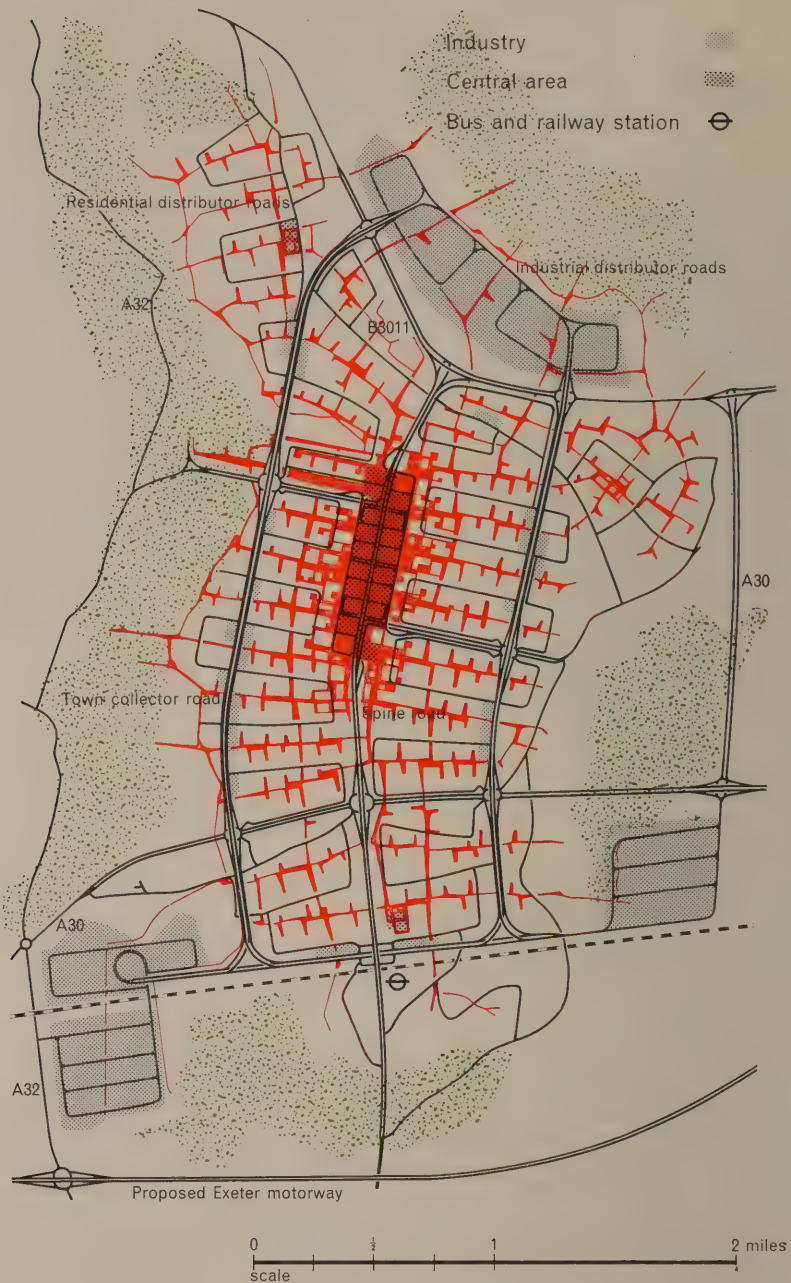 Industry
Central area
Bus and railway station
Residential distributor roads
Industrial distributor roads
A32
B3011
A30
Town collector road
Spine road
A30
A32
Proposed Exeter motorway
0 ½ 1 2 miles
scale